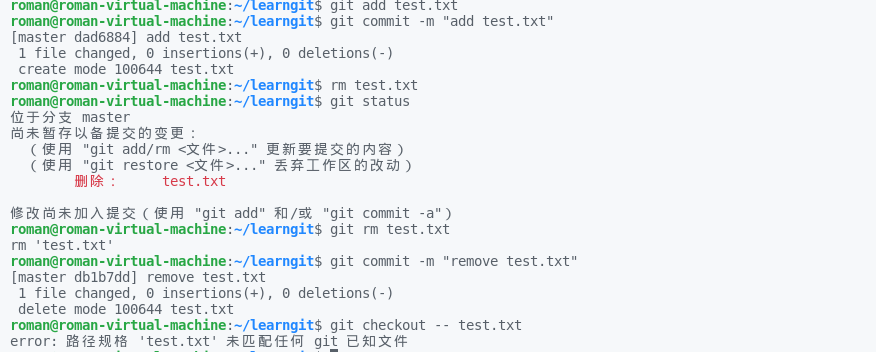 roman@roman-virtual-machine:~/learngit$ git add test.txt
roman@roman-virtual-machine:~/learngit$ git commit -m "add test.txt"
[master dad6884] add test.txt
 1 file changed, 0 insertions(+), 0 deletions(-)
 create mode 100644 test.txt
roman@roman-virtual-machine:~/learngit$ rm test.txt
roman@roman-virtual-machine:~/learngit$ git status
位于分支 master
尚未暂存以备提交的变更：
  （使用 "git add/rm <文件>..." 更新要提交的内容）
  （使用 "git restore <文件>..." 丢弃工作区的改动）
        删除：     test.txt
修改尚未加入提交（使用 "git add" 和/或 "git commit -a"）
roman@roman-virtual-machine:~/learngit$ git rm test.txt
rm 'test.txt'
roman@roman-virtual-machine:~/learngit$ git commit -m "remove test.txt"
[master db1b7dd] remove test.txt
 1 file changed, 0 insertions(+), 0 deletions(-)
 delete mode 100644 test.txt
roman@roman-virtual-machine:~/learngit$ git checkout -- test.txt
error: 路径规格 'test.txt' 未匹配任何 git 已知文件